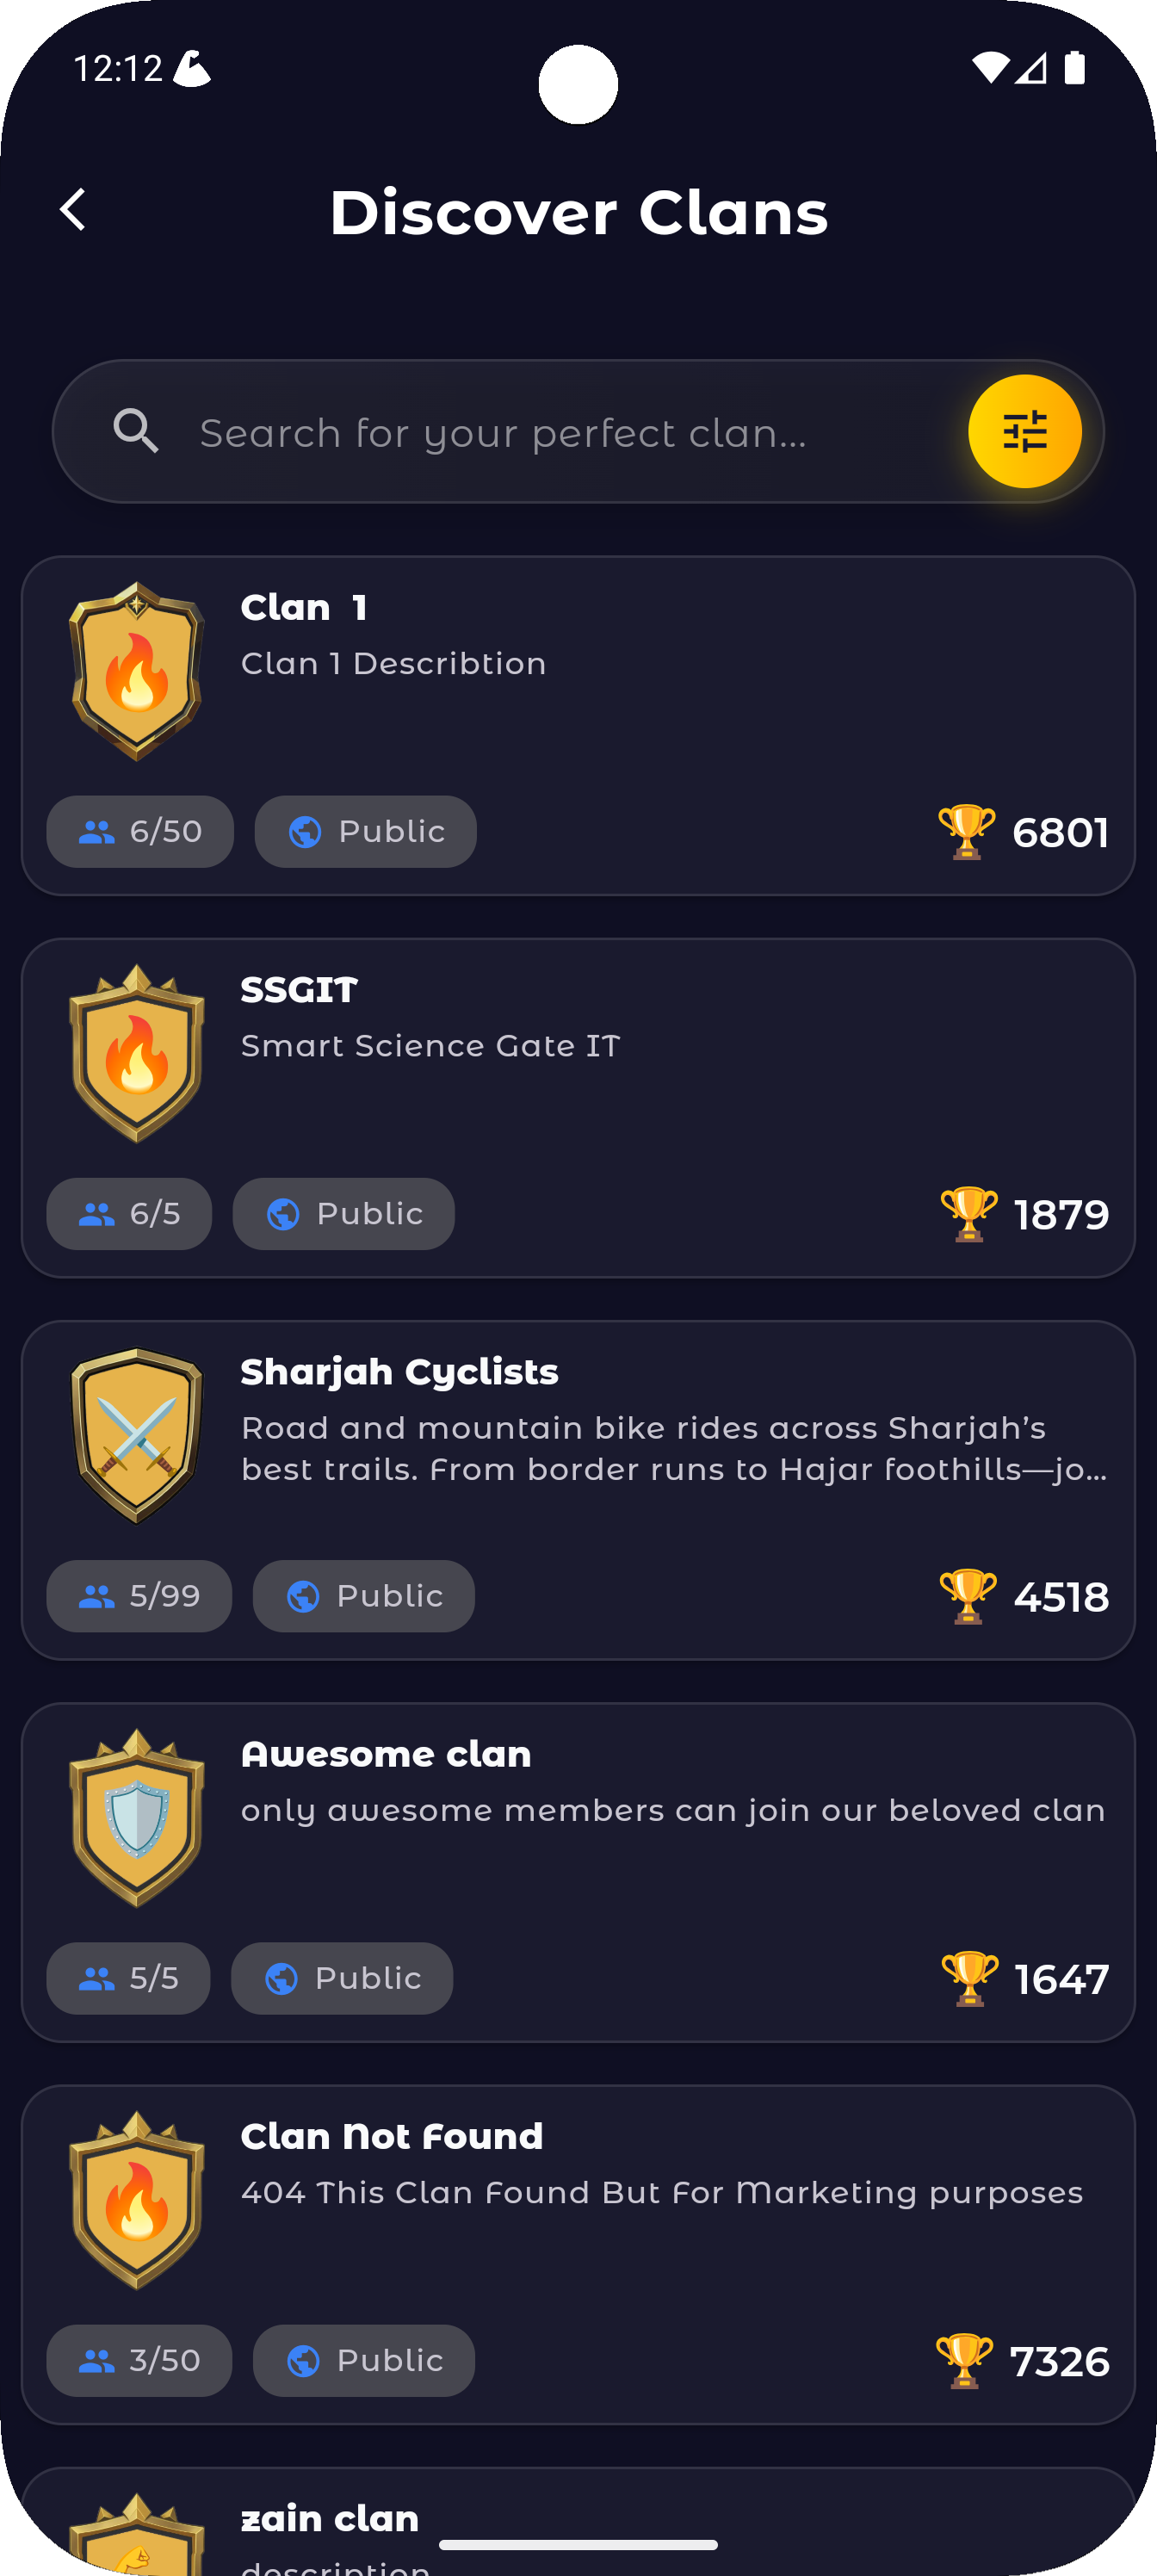 12:12
Discover Clans
Search for your perfect clan...
Clan  1
Clan 1 Describtion
6/50
Public
6801
SSGIT
Smart Science Gate IT
6/5
Public
1879
Sharjah Cyclists
Road and mountain bike rides across Sharjah’s
best trails. From border runs to Hajar foothills—jo...
5/99
Public
4518
Awesome clan
only awesome members can join our beloved clan
5/5
Public
1647
Clan Not Found
404 This Clan Found But For Marketing purposes
3/50
Public
7326
zain clan
description